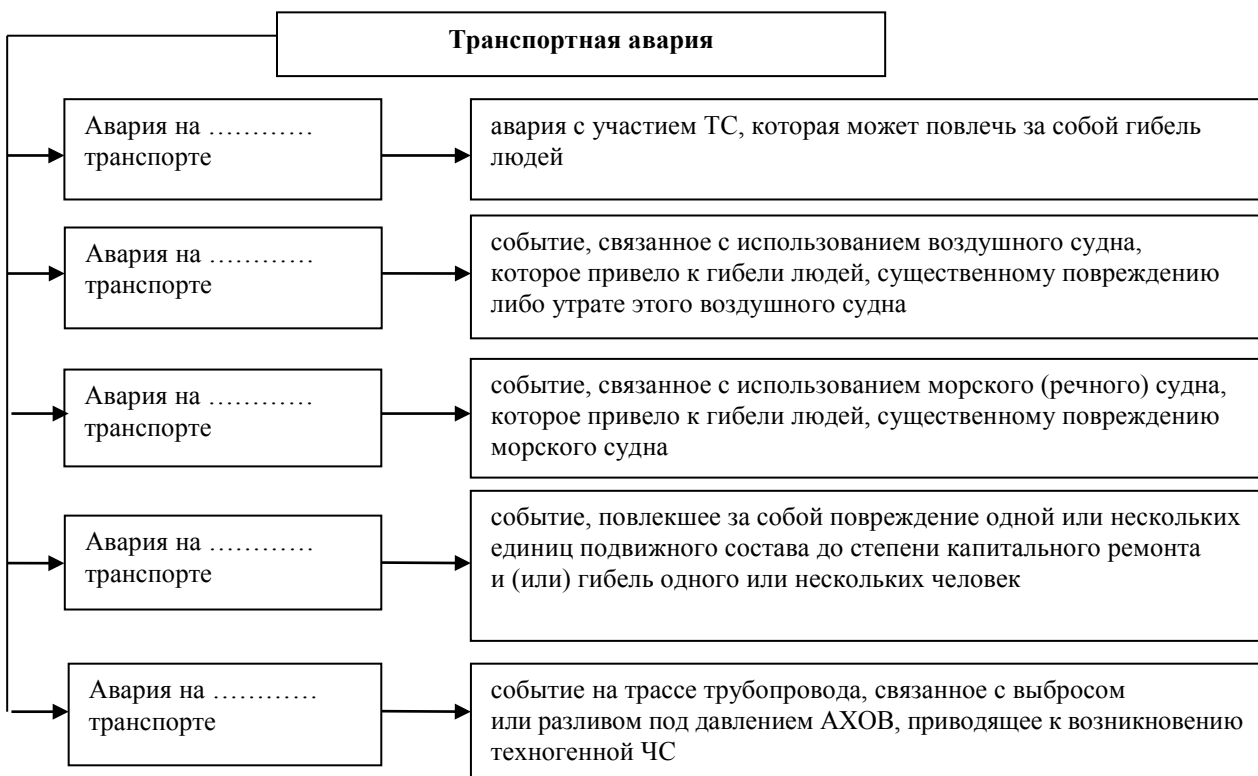 Транспортная авария
Авария на …………
транспорте
авария с участием ТС, которая может повлечь за собой гибель
людей
Авария на …………
транспорте
событие, связанное с использованием воздушного судна,
которое привело к гибели людей, существенному повреждению
либо утрате этого воздушного судна
Авария на …………
транспорте
событие, связанное с использованием морского (речного) судна,
которое привело к гибели людей, существенному повреждению
морского судна
Авария на …………
транспорте
событие, повлекшее за собой повреждение одной или нескольких
единиц подвижного состава до степени капитального ремонта
и (или) гибель одного или нескольких человек
Авария на …………
транспорте
событие на трассе трубопровода, связанное с выбросом
или разливом под давлением АХОВ, приводящее к возникновению
техногенной ЧС